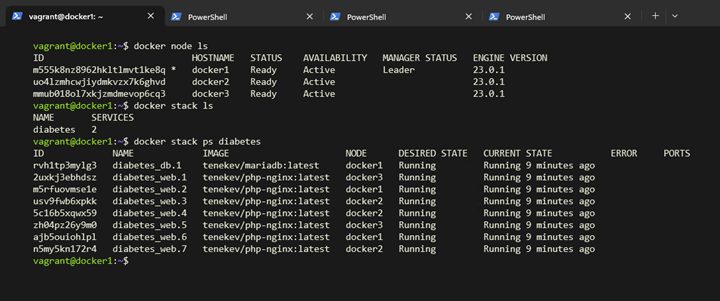 vagrant@docker1: ~ PowerShell PowerShell PowerShell
vagrant@docker1:~$ docker node ls
ID HOSTNAME STATUS AVAILABILITY MANAGER STATUS ENGINE VERSION
m555k8nz8962hkltlmvt1ke8q * docker1 Ready Active Leader 23.0.1
uo4lzmhcwjiydmkvzx7k6ghvd docker2 Ready Active 23.0.1
mmub018ol7xkjzmdmevop6cq3 docker3 Ready Active 23.0.1
vagrant@docker1:~$ docker stack ls
NAME SERVICES
diabetes 2
vagrant@docker1:~$ docker stack ps diabetes
ID NAME IMAGE NODE DESIRED STATE CURRENT STATE ERROR PORTS
rvh1tp3mylg3 diabetes_db.1 tenekev/mariadb:latest docker1 Running Running 9 minutes ago
2uxkj3ebhdsz diabetes_web.1 tenekev/php-nginx:latest docker3 Running Running 9 minutes ago
m5rfuovmse1e diabetes_web.2 tenekev/php-nginx:latest docker1 Running Running 9 minutes ago
usv9fwb6xpkk diabetes_web.3 tenekev/php-nginx:latest docker2 Running Running 9 minutes ago
5c16b5xqwx59 diabetes_web.4 tenekev/php-nginx:latest docker2 Running Running 9 minutes ago
zh04pz26y9m0 diabetes_web.5 tenekev/php-nginx:latest docker3 Running Running 9 minutes ago
ajb5ouiohlpl diabetes_web.6 tenekev/php-nginx:latest docker1 Running Running 9 minutes ago
n5my5kn172r4 diabetes_web.7 tenekev/php-nginx:latest docker2 Running Running 9 minutes ago
vagrant@docker1:~$